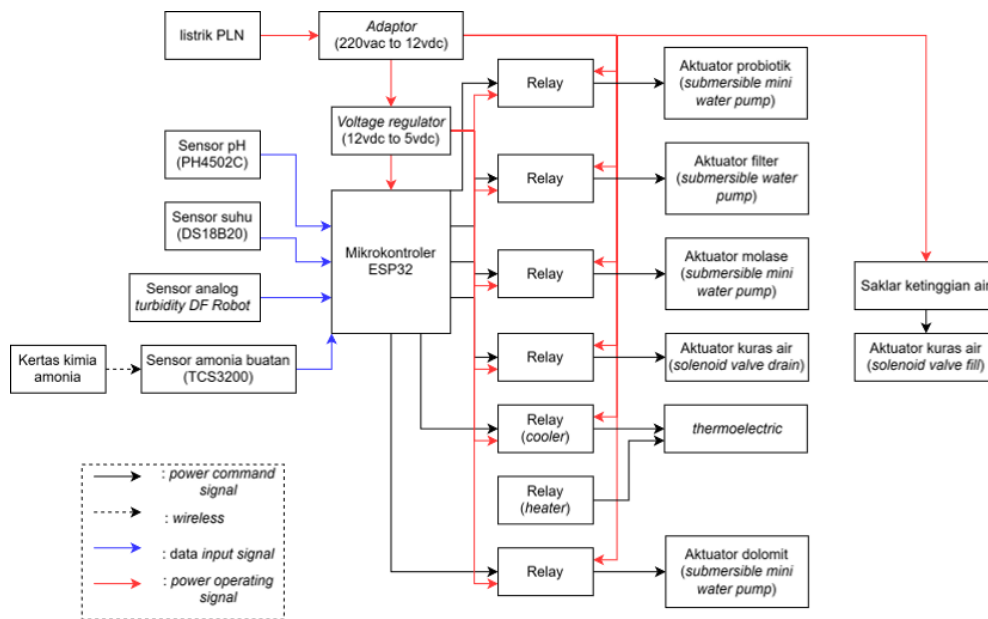 listrik PLN
Adaptor
(220vac to 12vdc)
Voltage regulator
(12vdc to 5vdc)
Sensor pH
(PH4502C)
Sensor suhu
(DS18B20)
Sensor analog
turbidity DF Robot
Kertas kimia
amonia
Sensor amonia buatan
(TCS3200)
Mikrokontroler
ESP32
Relay
Relay
Relay
Relay
Relay
(cooler)
Relay
(heater)
Relay
Aktuator probiotik
(submersible mini
water pump)
Aktuator filter
(submersible water
pump)
Aktuator molase
(submersible mini
water pump)
Aktuator kuras air
(solenoid valve drain)
thermoelectric
Aktuator dolomit
(submersible mini
water pump)
Saklar ketinggian air
Aktuator kuras air
(solenoid valve fill)
: power command
signal
: wireless
: data input signal
: power operating
signal